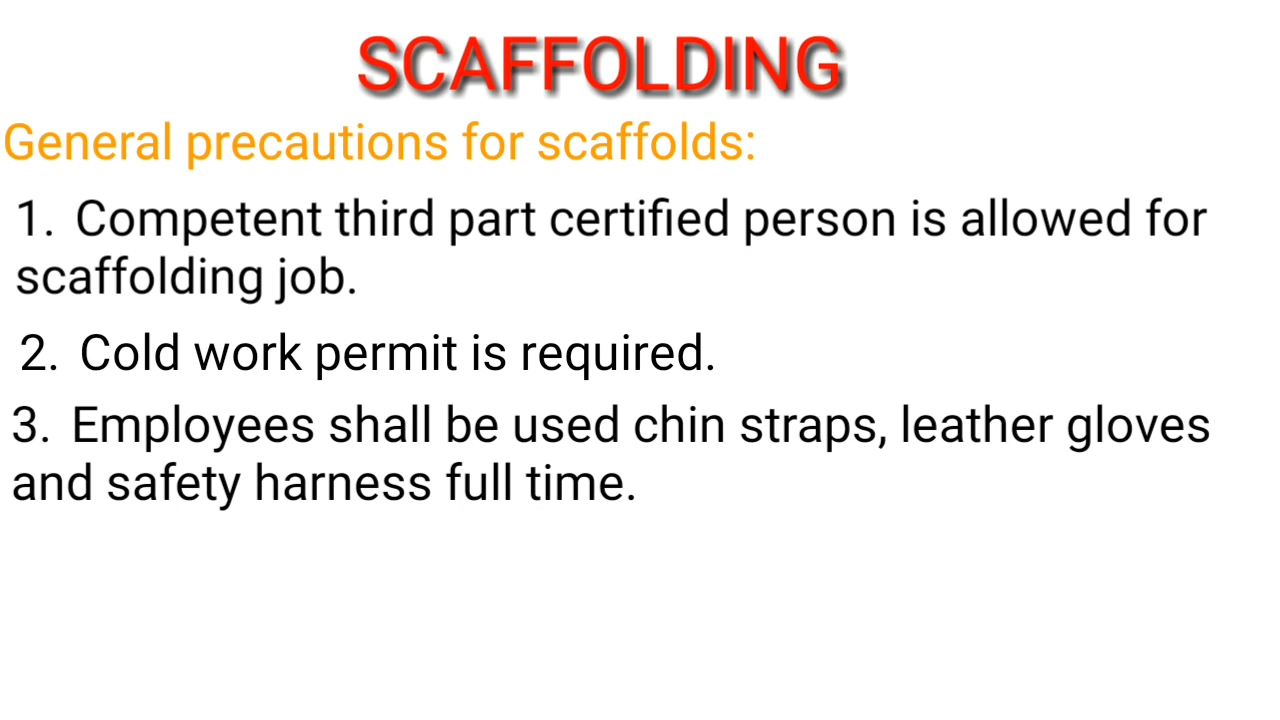 SCAFFOLDING
General precautions for scaffolds:
1. Competent third part certified person is allowed for
scaffolding job.
2. Cold work permit is required.
3. Employees shall be used chin straps, leather gloves
and safety harness full time.